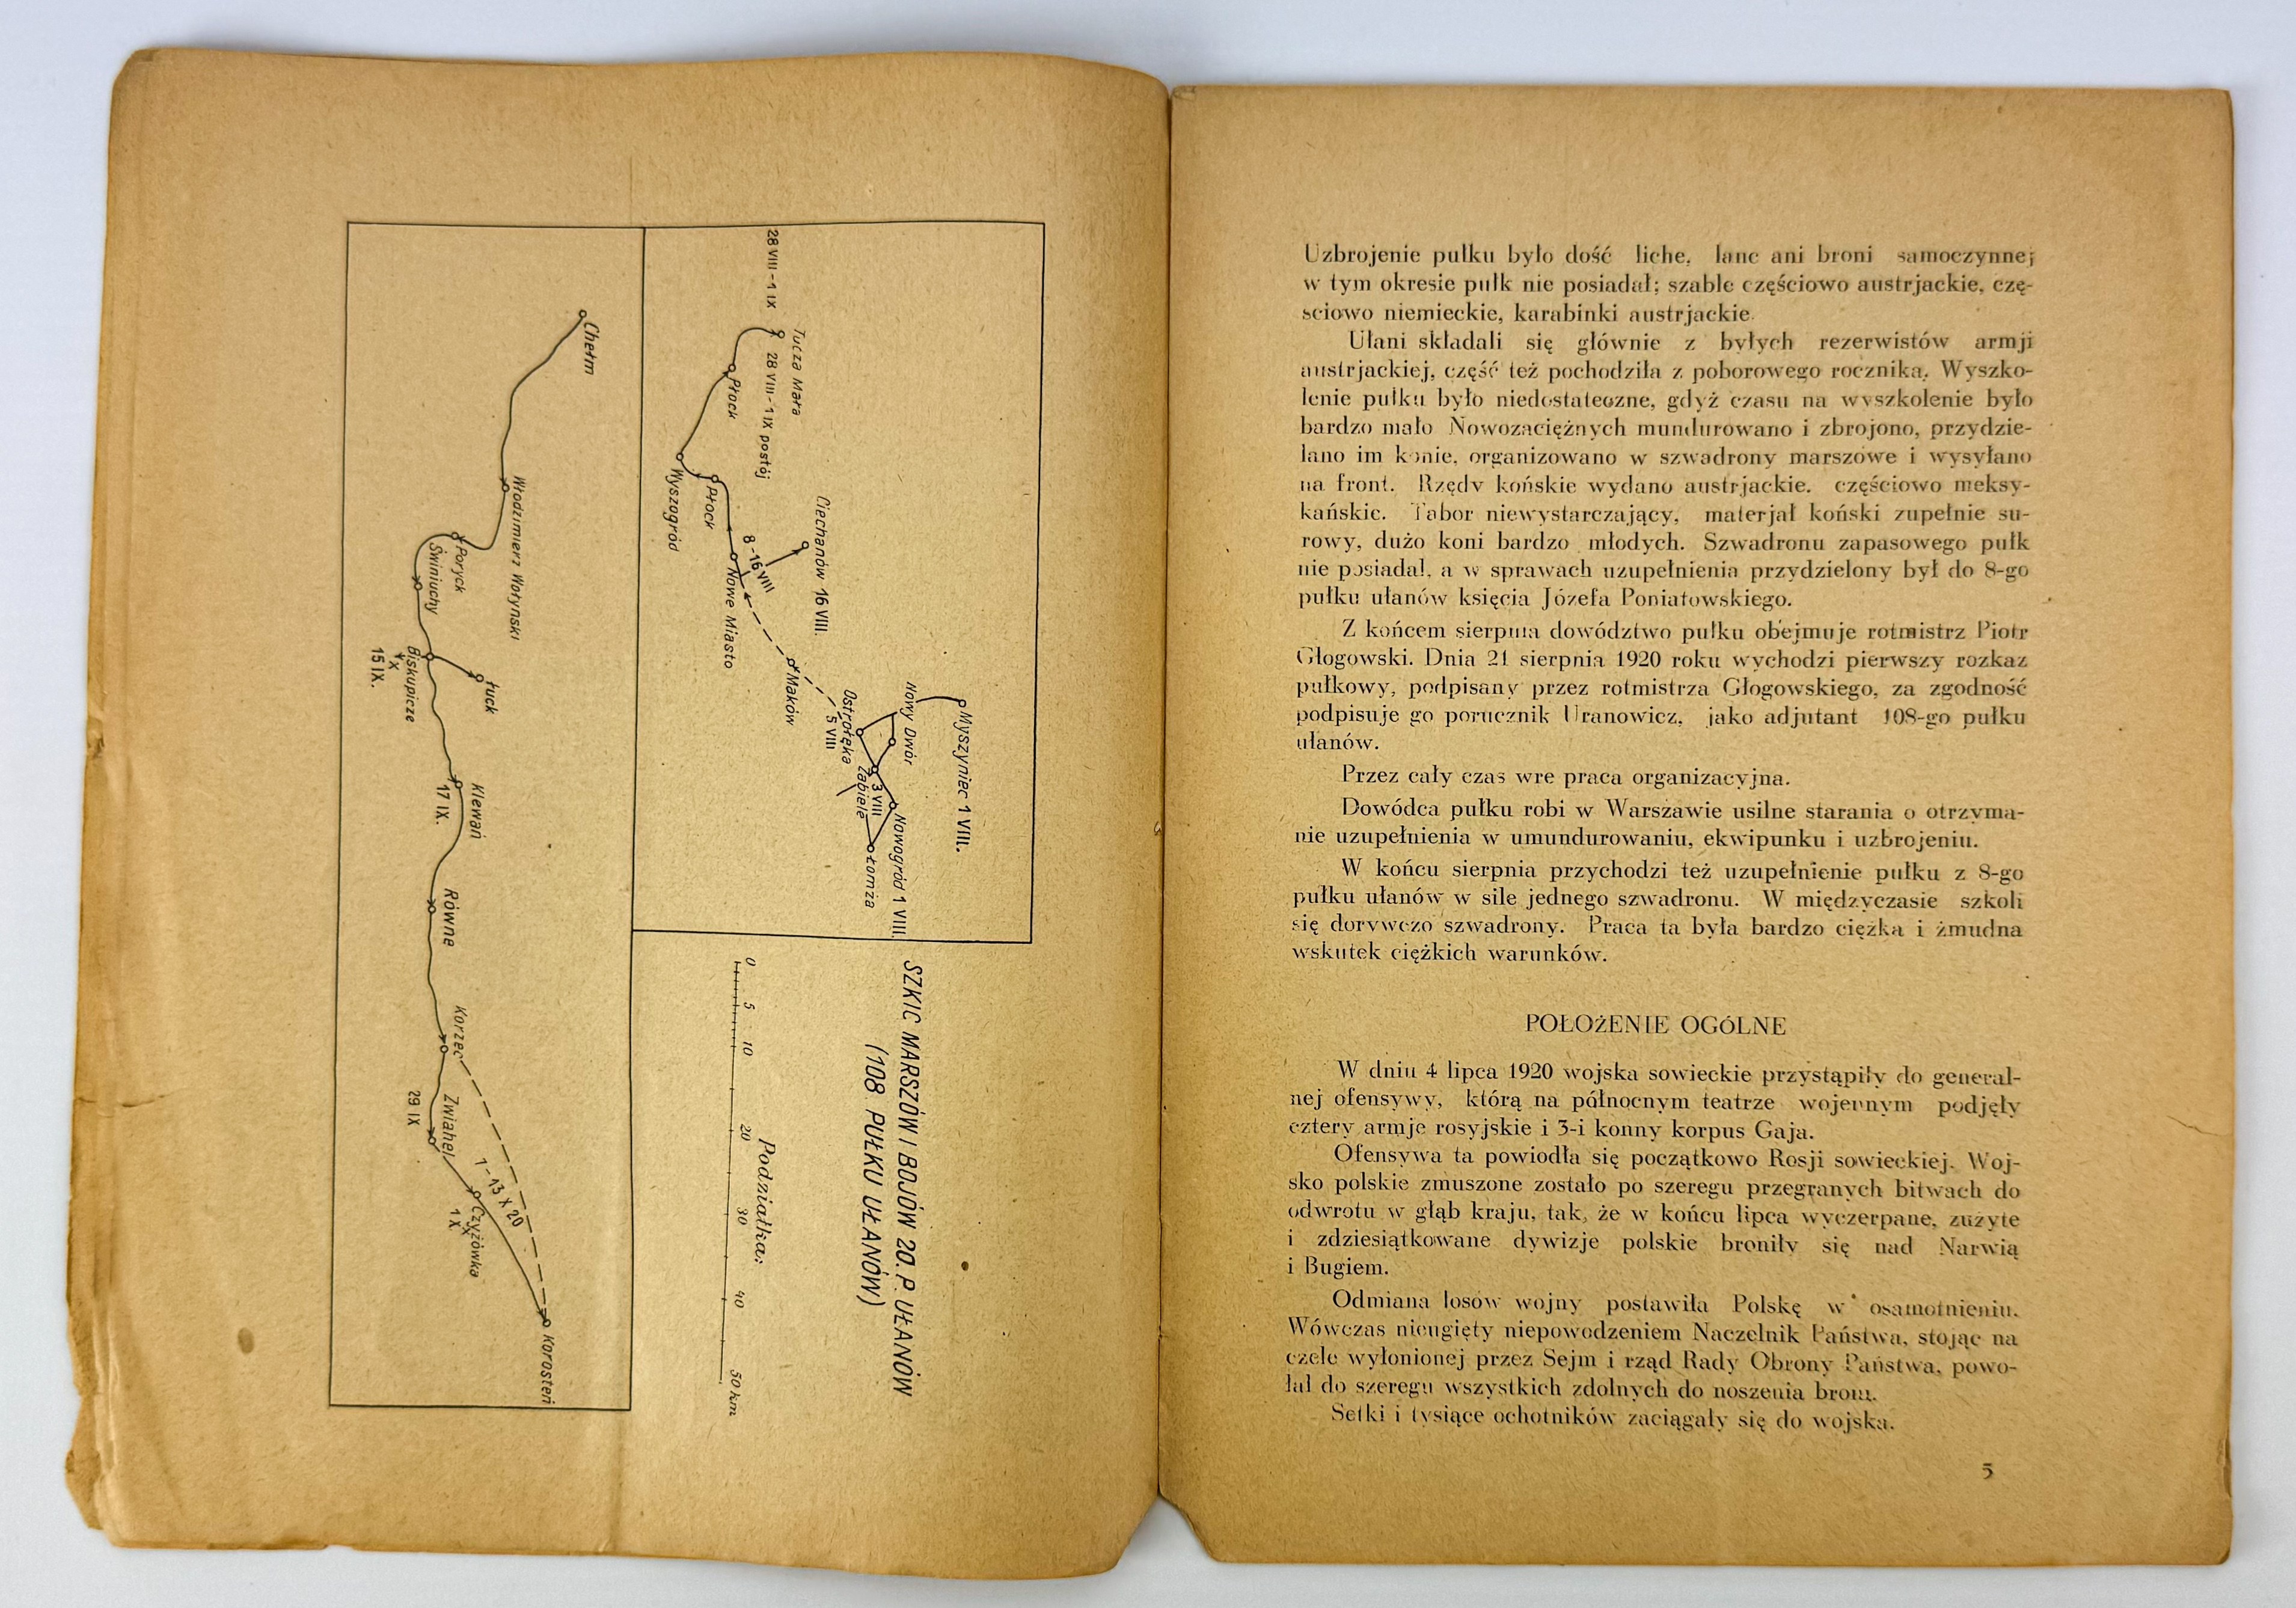 SZKIC MARSZÓW I BOJÓW 20. P. UŁANÓW
(108 PUŁKU UŁANÓW)
Podziałka:
0 5 10 20 30 40 50 km
Myszyniec 1 VIII.
Nowy Dwór
Nowogród 1 VIII.
3 VIII
Zabiele
Łomża
Ostrołęka
5 VIII
Maków
Ciechanów 16 VIII.
8-16 VIII
Nowe Miasto
Tucza Mała
28 VIII-1 IX
28 VIII-1 IX postój
Płock
Płock
Wyszogród
Chełm
Włodzimierz Wołyński
Poryck
Świniuchy
Łuck
Biskupicze
X
15 IX.
Klewań
17 IX.
Równe
Korzec
Zwiahel
29 IX
1-13 X 20
Czyżówka
1 X
Korosteń
Uzbrojenie pułku było dość liche, lanc ani broni samoczynnej
w tym okresie pułk nie posiadał; szable częściowo austrjackie, czę-
sciowo niemieckie, karabinki austrjackie.
Ułani składali się głównie z byłych rezerwistów armji
austrjackiej, część też pochodziła z poborowego rocznika. Wyszko-
lenie pułku było niedostateczne, gdyż czasu na wyszkolenie było
bardzo mało Nowozaciężnych mundurowano i zbrojono, przydzie-
lano im konie, organizowano w szwadrony marszowe i wysyłano
na front. Rzędy końskie wydano austrjackie, częściowo meksy-
kańskie. Tabor niewystarczający, materjał koński zupełnie su-
rowy, dużo koni bardzo młodych. Szwadronu zapasowego pułk
nie posiadał, a w sprawach uzupełnienia przydzielony był do 8-go
pułku ułanów księcia Józefa Poniatowskiego.
Z końcem sierpnia dowództwo pułku obejmuje rotmistrz Piotr
Głogowski. Dnia 21 sierpnia 1920 roku wychodzi pierwszy rozkaz
pułkowy, podpisany przez rotmistrza Głogowskiego, za zgodność
podpisuje go porucznik Uranowicz, jako adjutant 108-go pułku
ułanów.
Przez cały czas wre praca organizacyjna.
Dowódca pułku robi w Warszawie usilne starania o otrzyma-
nie uzupełnienia w umundurowaniu, ekwipunku i uzbrojeniu.
W końcu sierpnia przychodzi też uzupełnienie pułku z 8-go
pułku ułanów w sile jednego szwadronu. W międzyczasie szkoli
się dorywczo szwadrony. Praca ta była bardzo ciężka i żmudna
wskutek ciężkich warunków.
POŁOŻENIE OGÓLNE
W dniu 4 lipca 1920 wojska sowieckie przystąpiły do general-
nej ofensywy, którą na północnym teatrze wojennym podjęły
cztery armje rosyjskie i 3-i konny korpus Gaja.
Ofensywa ta powiodła się początkowo Rosji sowieckiej. Woj-
sko polskie zmuszone zostało po szeregu przegranych bitwach do
odwrotu w głąb kraju, tak, że w końcu lipca wyczerpane, zużyte
i zdziesiątkowane dywizje polskie broniły się nad Narwią
i Bugiem.
Odmiana losów wojny postawiła Polskę w osamotnieniu.
Wówczas nieugięty niepowodzeniem Naczelnik Państwa, stojąc na
czele wyłonionej przez Sejm i rząd Rady Obrony Państwa, powo-
łał do szeregu wszystkich zdolnych do noszenia broni.
Setki i tysiące ochotników zaciągały się do wojska.
5